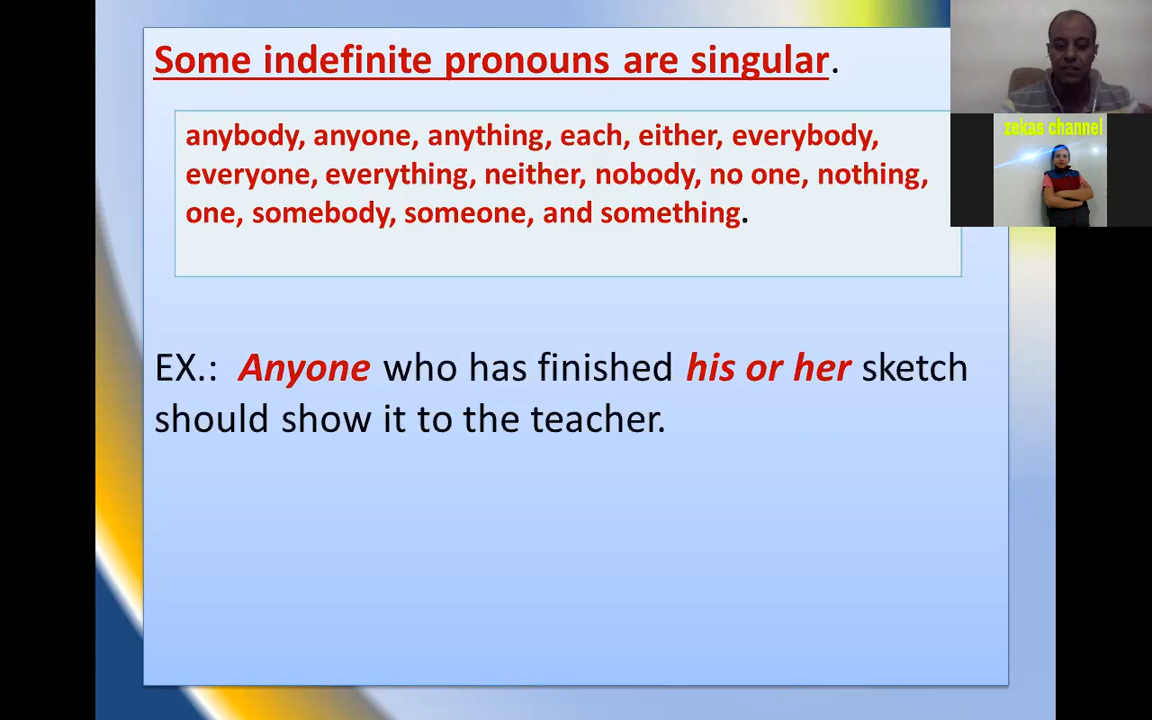 Some indefinite pronouns are singular.
zekas channel
anybody, anyone, anything, each, either, everybody,
everyone, everything, neither, nobody, no one, nothing,
one, somebody, someone, and something.
EX.: Anyone who has finished his or her sketch
should show it to the teacher.